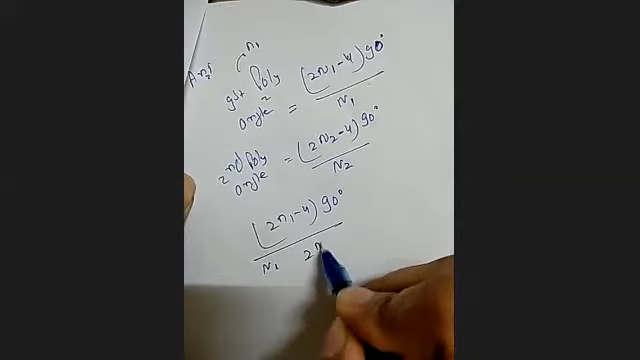 n₁
Ans
1st Poly (2n₁-4)90°
angle = N₁
2nd Poly (2n₂-4)90°
angle = N₂
(2n₁-4)90°
N₁ 2n